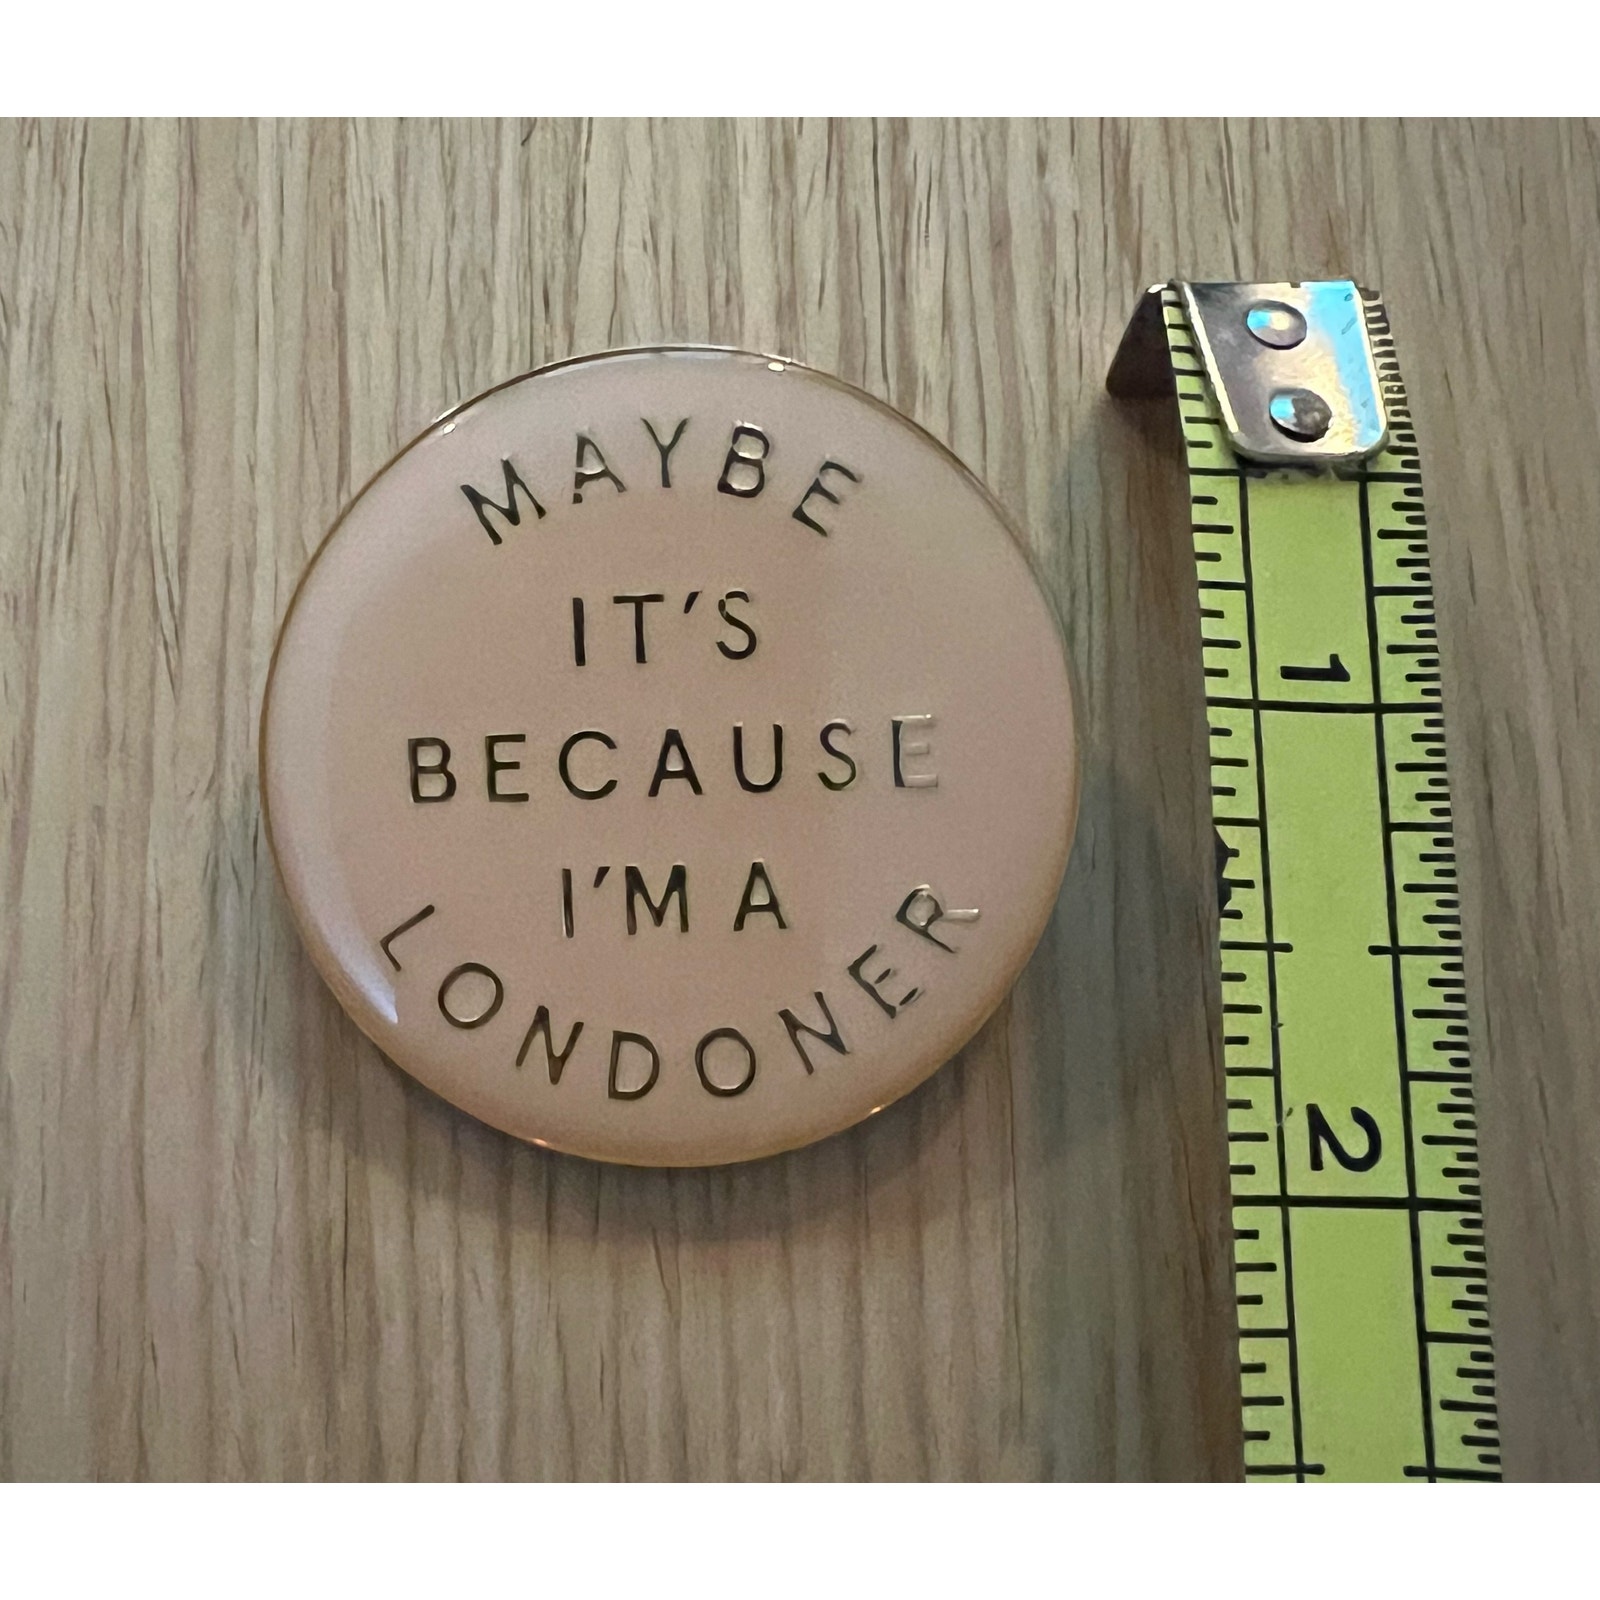 MAYBE
IT'S
BECAUSE
I'M A
LONDONER
1
2